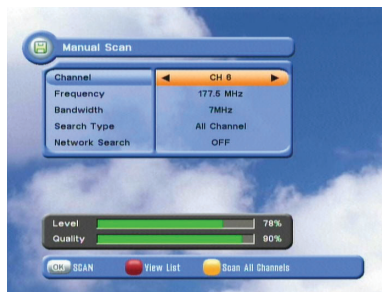 Manual Scan
Channel CH 6
Frequency 177.5 MHz
Bandwidth 7MHz
Search Type All Channel
Network Search OFF
Level 78%
Quality 90%
OK SCAN View List Scan All Channels